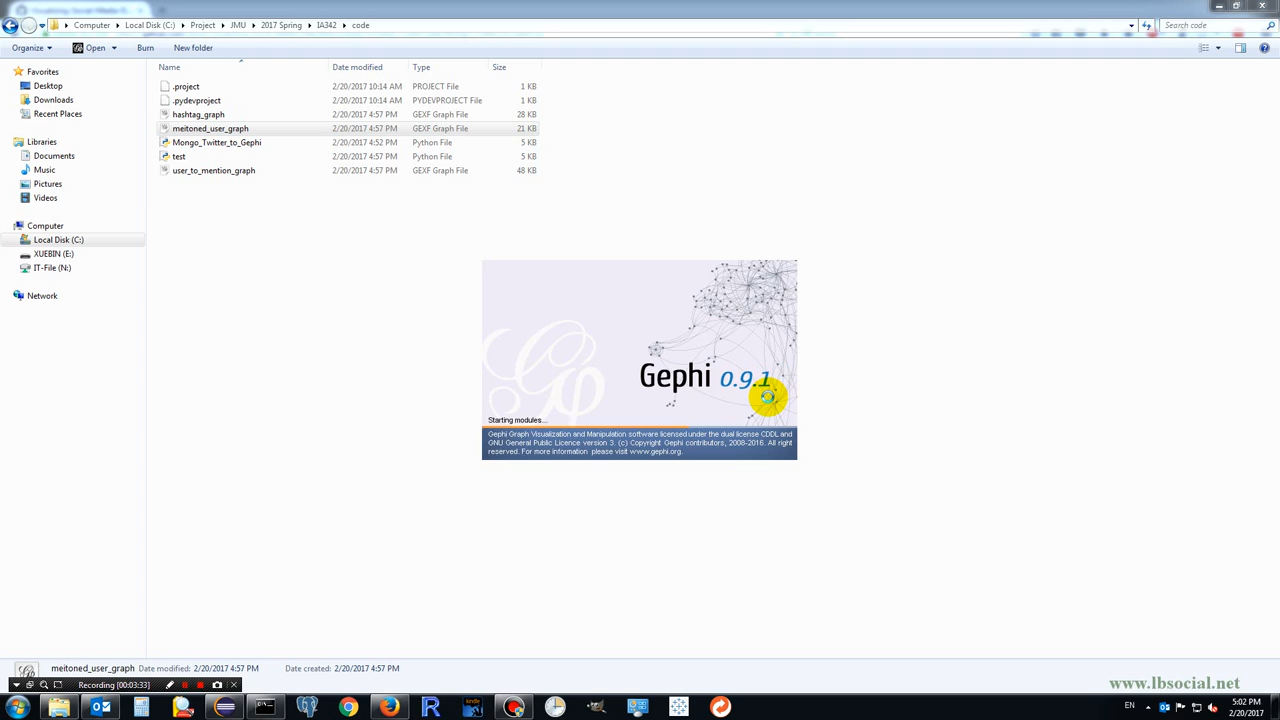 Computer ▸ Local Disk (C:) ▸ Project ▸ JMU ▸ 2017 Spring ▸ IA342 ▸ code
Search code
Organize Open Burn New folder
Name Date modified Type Size
.project 2/20/2017 10:14 AM PROJECT File 1 KB
.pydevproject 2/20/2017 10:14 AM PYDEVPROJECT File 1 KB
hashtag_graph 2/20/2017 4:57 PM GEXF Graph File 28 KB
meitoned_user_graph 2/20/2017 4:57 PM GEXF Graph File 21 KB
Mongo_Twitter_to_Gephi 2/20/2017 4:52 PM Python File 5 KB
test 2/20/2017 4:57 PM Python File 5 KB
user_to_mention_graph 2/20/2017 4:57 PM GEXF Graph File 48 KB
Favorites
Desktop
Downloads
Recent Places
Libraries
Documents
Music
Pictures
Videos
Computer
Local Disk (C:)
XUEBIN (E:)
IT-File (N:)
Network
Gephi 0.9.1
Starting modules...
Gephi Graph Visualization and Manipulation software licensed under the dual license CDDL and
GNU General Public Licence version 3. (c) Copyright Gephi contributors, 2008-2016. All right
reserved. For more information please visit www.gephi.org.
meitoned_user_graph Date modified: 2/20/2017 4:57 PM Date created: 2/20/2017 4:57 PM
Recording [00:03:33]
www.lbsocial.net
EN
5:02 PM
2/20/2017